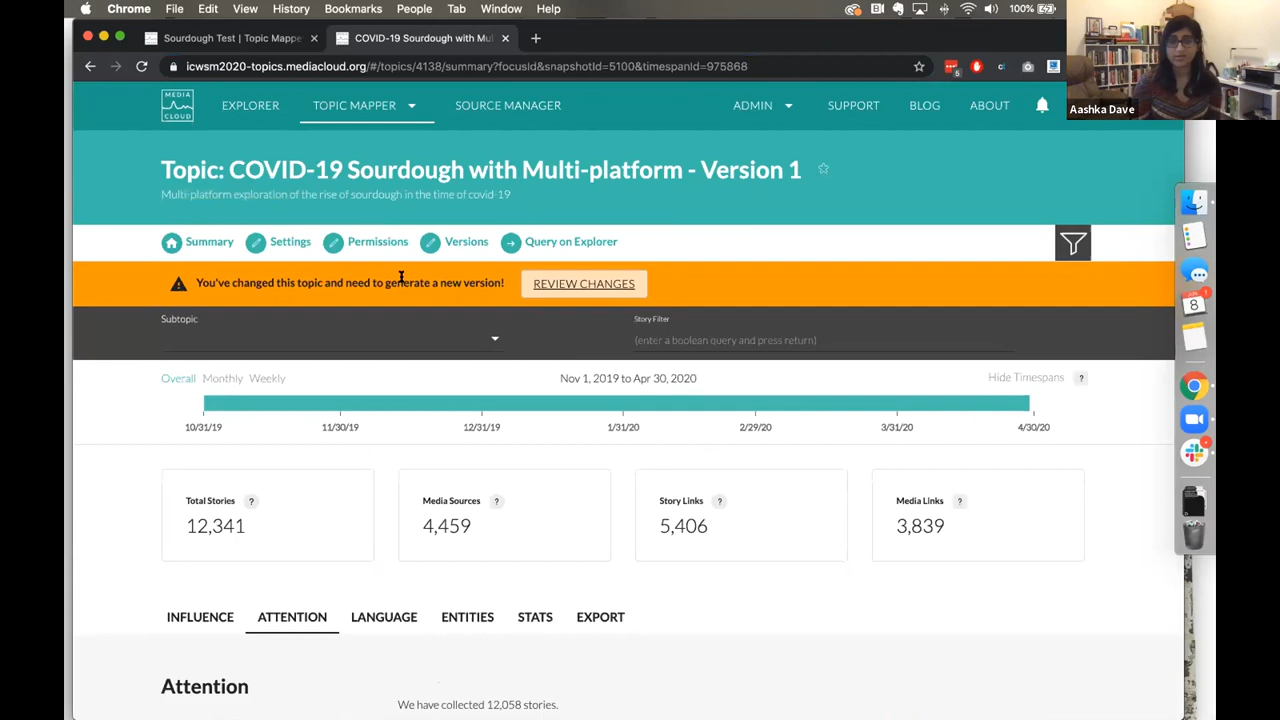 Chrome File Edit View History Bookmarks People Tab Window Help 100%
Sourdough Test | Topic Mappe COVID-19 Sourdough with Mul
icwsm2020-topics.mediacloud.org/#/topics/4138/summary?focusId&snapshotId=5100&timespanId=975868
Aashka Dave
MEDIA CLOUD EXPLORER TOPIC MAPPER SOURCE MANAGER ADMIN SUPPORT BLOG ABOUT
Topic: COVID-19 Sourdough with Multi-platform - Version 1
Multi-platform exploration of the rise of sourdough in the time of covid-19
Summary Settings Permissions Versions Query on Explorer
You've changed this topic and need to generate a new version! REVIEW CHANGES
Subtopic Story Filter
(enter a boolean query and press return)
Overall Monthly Weekly Nov 1, 2019 to Apr 30, 2020 Hide Timespans ?
10/31/19 11/30/19 12/31/19 1/31/20 2/29/20 3/31/20 4/30/20
Total Stories ? Media Sources ? Story Links ? Media Links ?
12,341 4,459 5,406 3,839
INFLUENCE ATTENTION LANGUAGE ENTITIES STATS EXPORT
Attention
We have collected 12,058 stories.